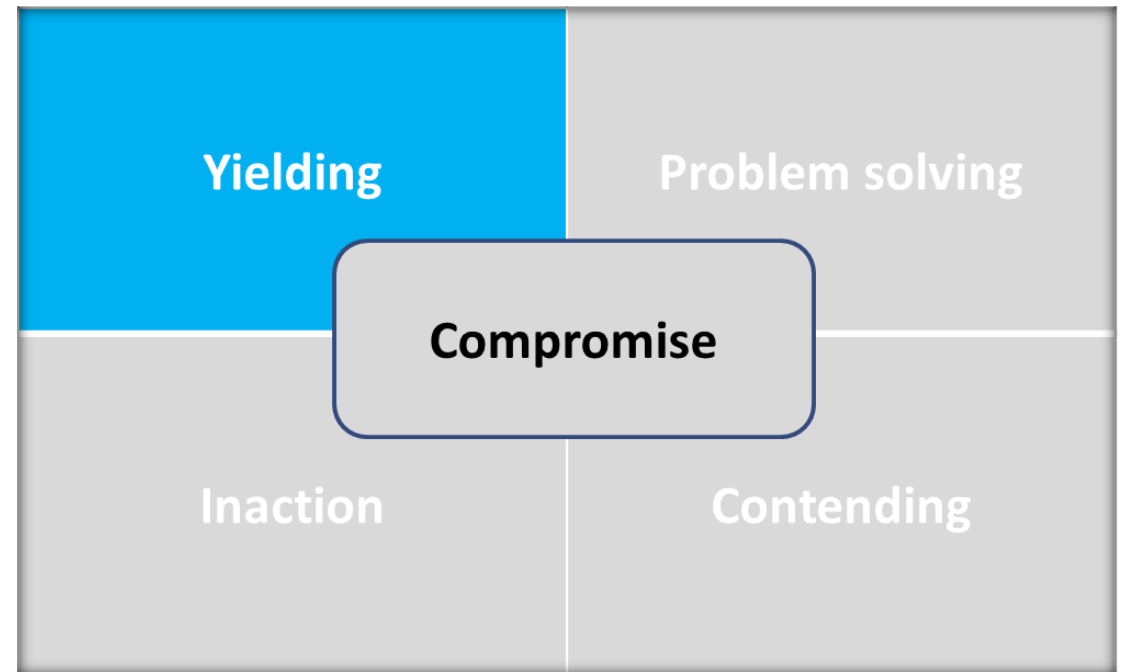 Yielding
Problem solving
Compromise
Inaction
Contending